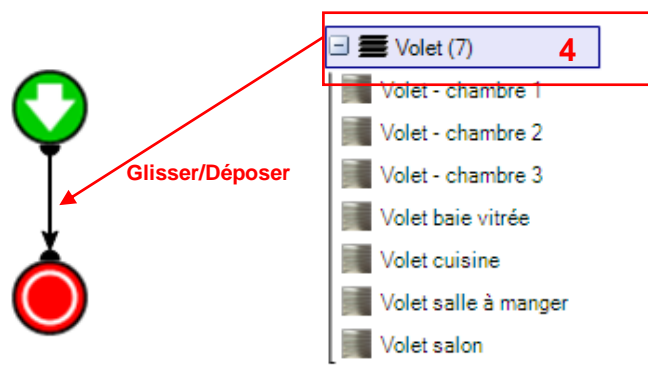 Volet (7) 4
Volet - chambre 1
Volet - chambre 2
Glisser/Déposer
Volet - chambre 3
Volet baie vitrée
Volet cuisine
Volet salle à manger
Volet salon